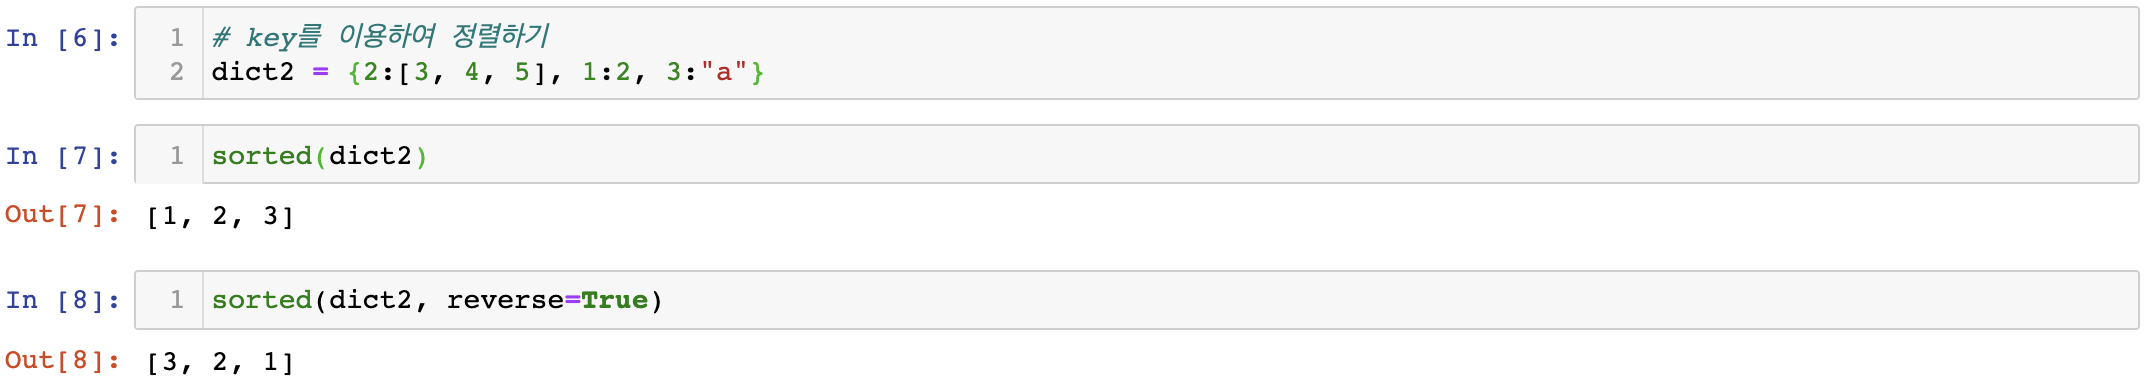 In [6]: 1 # key를 이용하여 정렬하기
2 dict2 = {2:[3, 4, 5], 1:2, 3:"a"}
In [7]: 1 sorted(dict2)
Out[7]: [1, 2, 3]
In [8]: 1 sorted(dict2, reverse=True)
Out[8]: [3, 2, 1]